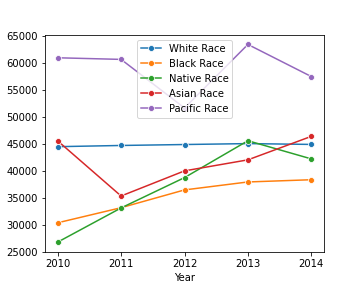 65000
60000
55000
50000
45000
40000
35000
30000
25000
White Race
Black Race
Native Race
Asian Race
Pacific Race
2010 2011 2012 2013 2014
Year